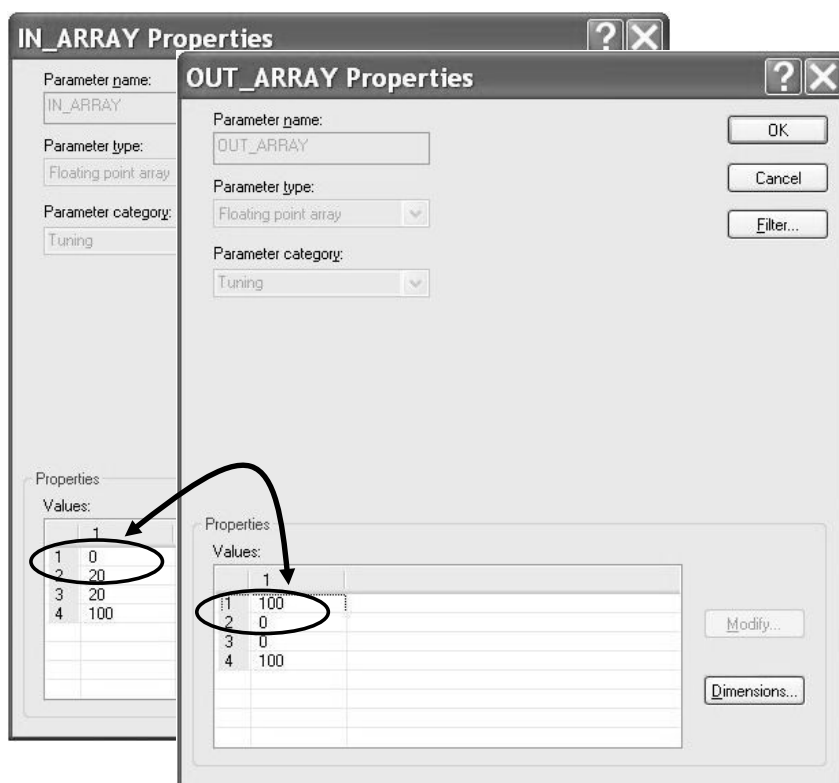 IN_ARRAY Properties
Parameter name:
IN_ARRAY
Parameter type:
Floating point array
Parameter category:
Tuning
Properties
Values:
1
1 0
2 20
3 20
4 100
OUT_ARRAY Properties
Parameter name:
OUT_ARRAY
Parameter type:
Floating point array
Parameter category:
Tuning
OK
Cancel
Filter...
Properties
Values:
1
1 100
2 0
3 0
4 100
Modify...
Dimensions...